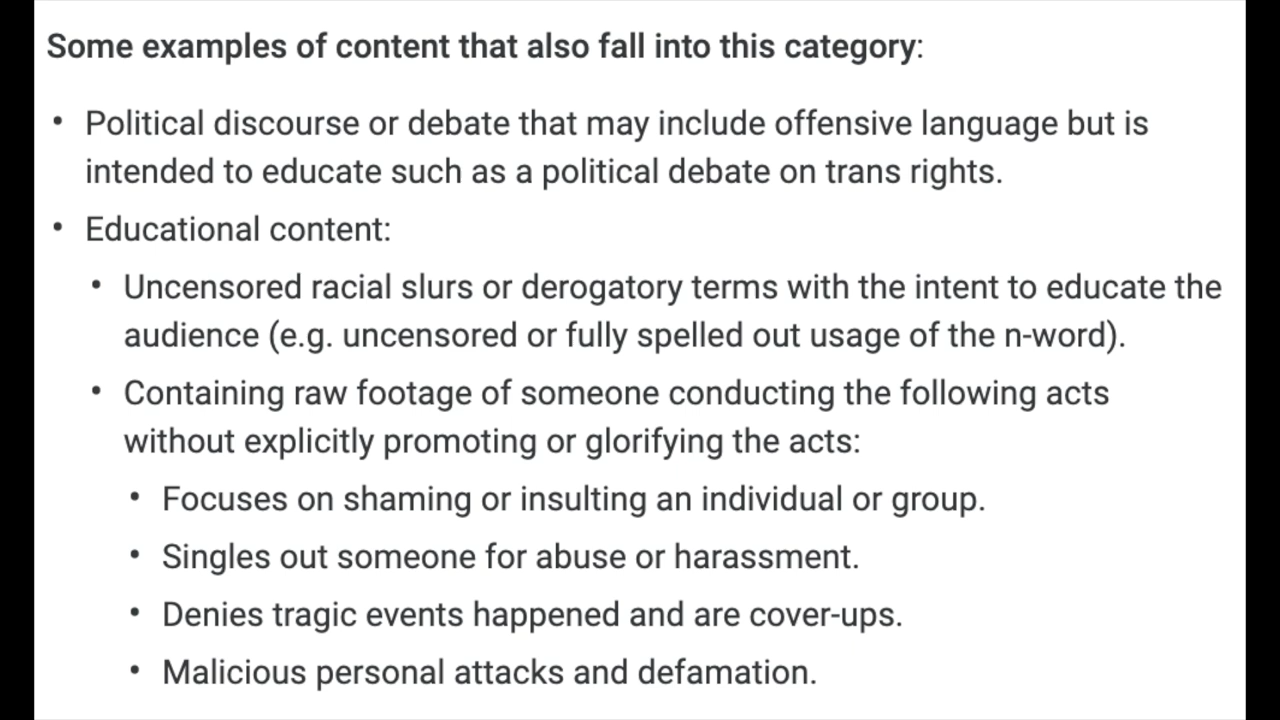 Some examples of content that also fall into this category:
• Political discourse or debate that may include offensive language but is
intended to educate such as a political debate on trans rights.
• Educational content:
• Uncensored racial slurs or derogatory terms with the intent to educate the
audience (e.g. uncensored or fully spelled out usage of the n-word).
• Containing raw footage of someone conducting the following acts
without explicitly promoting or glorifying the acts:
• Focuses on shaming or insulting an individual or group.
• Singles out someone for abuse or harassment.
• Denies tragic events happened and are cover-ups.
• Malicious personal attacks and defamation.